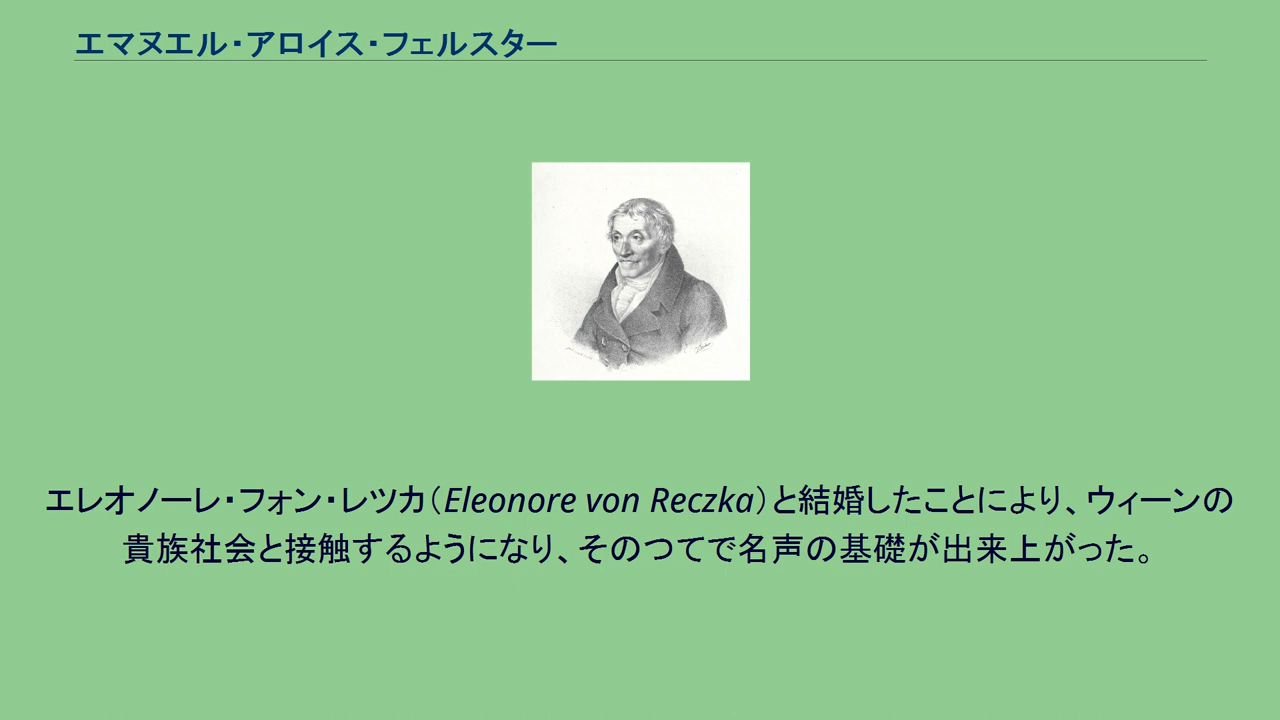 エマヌエル・アロイス・フェルスター
エレオノーレ・フォン・レツカ（Eleonore von Reczka）と結婚したことにより、ウィーンの
貴族社会と接触するようになり、そのつてで名声の基礎が出来上がった。